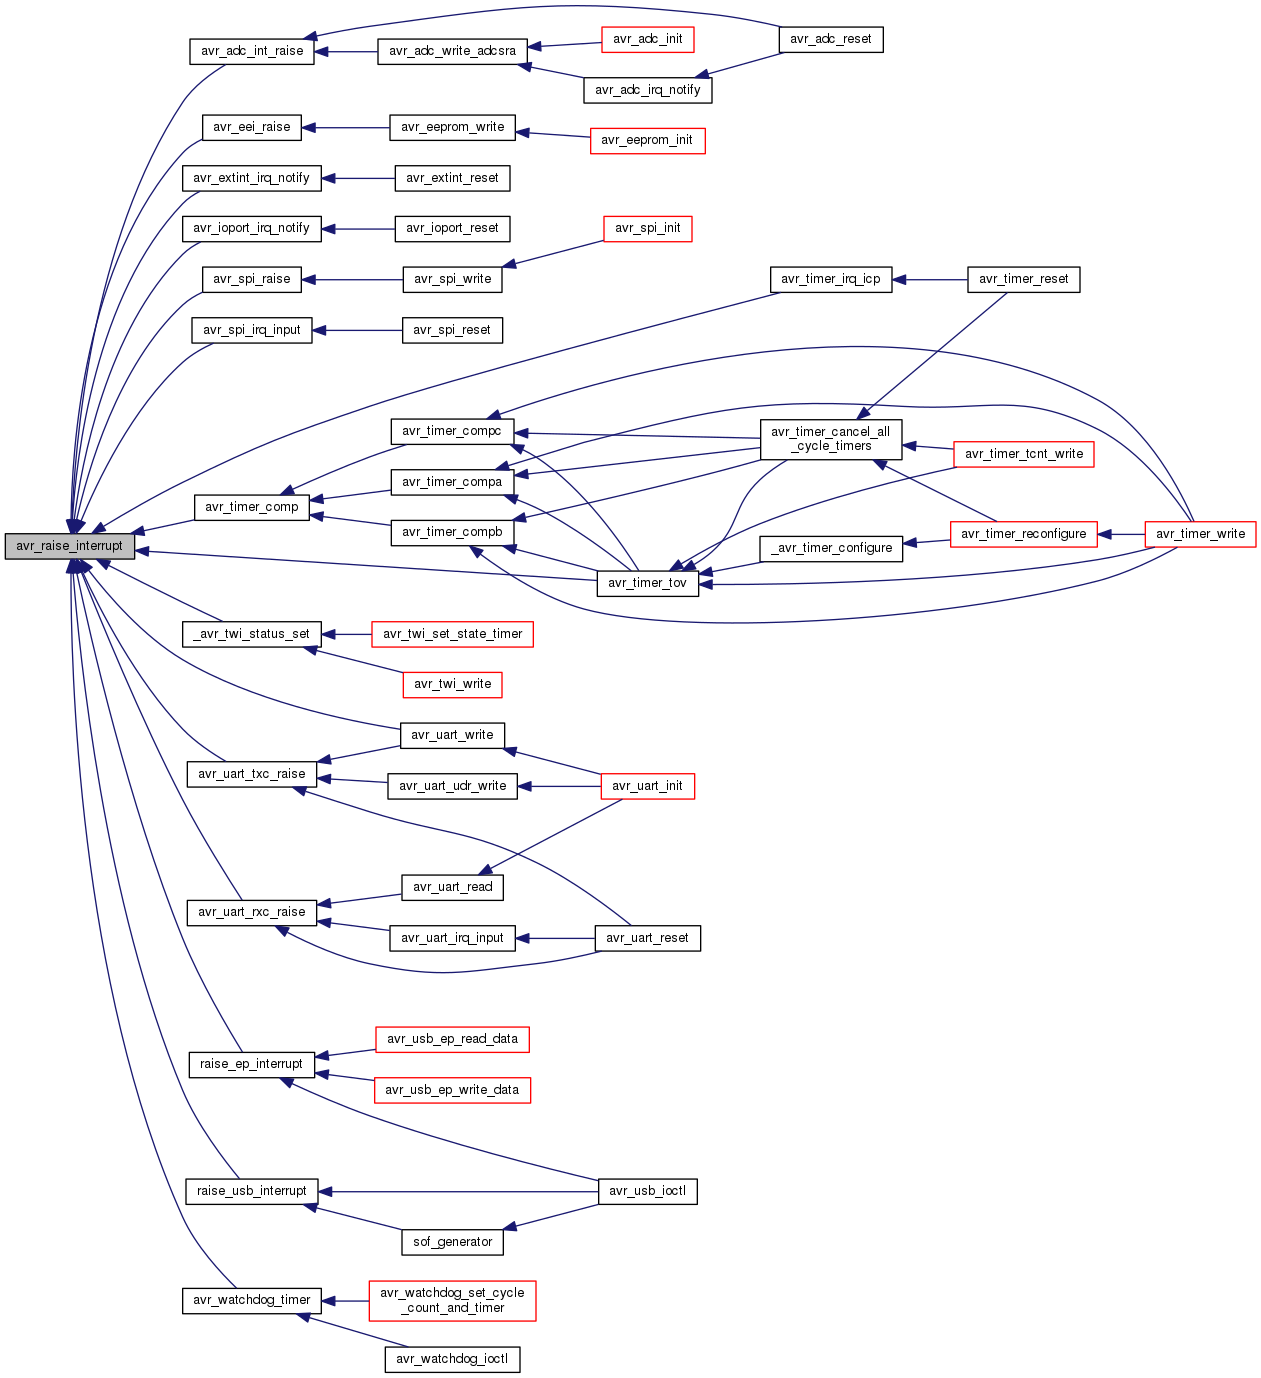 avr_adc_int_raise
avr_adc_write_adcsra
avr_adc_init
avr_adc_reset
avr_adc_irq_notify
avr_eei_raise
avr_eeprom_write
avr_eeprom_init
avr_extint_irq_notify
avr_extint_reset
avr_ioport_irq_notify
avr_ioport_reset
avr_spi_init
avr_spi_raise
avr_spi_write
avr_timer_irq_icp
avr_timer_reset
avr_spi_irq_input
avr_spi_reset
avr_timer_compc
avr_timer_cancel_all
_cycle_timers
avr_timer_tcnt_write
avr_timer_compa
avr_timer_comp
avr_timer_compb
avr_timer_reconfigure
avr_timer_write
avr_raise_interrupt
_avr_timer_configure
avr_timer_tov
_avr_twi_status_set
avr_twi_set_state_timer
avr_twi_write
avr_uart_write
avr_uart_txc_raise
avr_uart_udr_write
avr_uart_init
avr_uart_read
avr_uart_rxc_raise
avr_uart_irq_input
avr_uart_reset
avr_usb_ep_read_data
raise_ep_interrupt
avr_usb_ep_write_data
raise_usb_interrupt
avr_usb_ioctl
sof_generator
avr_watchdog_timer
avr_watchdog_set_cycle
_count_and_timer
avr_watchdog_ioctl